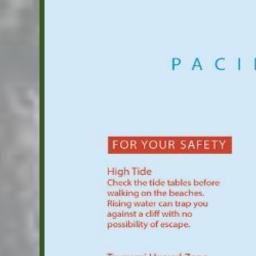 PACI
FOR YOUR SAFETY
High Tide
Check the tide tables before
walking on the beaches.
Rising water can trap you
against a cliff with no
possibility of escape.